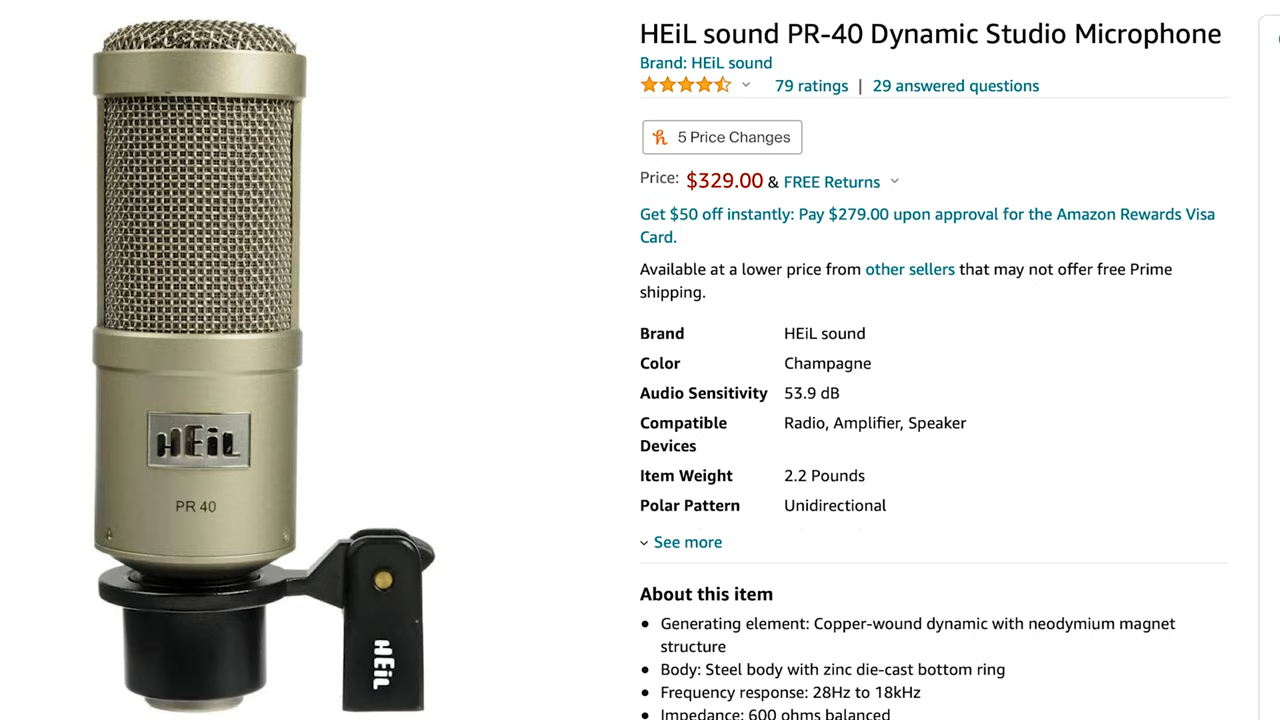 HEiL sound PR-40 Dynamic Studio Microphone
Brand: HEiL sound
79 ratings | 29 answered questions
5 Price Changes
Price: $329.00 & FREE Returns
Get $50 off instantly: Pay $279.00 upon approval for the Amazon Rewards Visa
Card.
Available at a lower price from other sellers that may not offer free Prime
shipping.
Brand HEiL sound
Color Champagne
Audio Sensitivity 53.9 dB
Compatible Radio, Amplifier, Speaker
Devices
Item Weight 2.2 Pounds
Polar Pattern Unidirectional
See more
About this item
• Generating element: Copper-wound dynamic with neodymium magnet
structure
• Body: Steel body with zinc die-cast bottom ring
• Frequency response: 28Hz to 18kHz
• Impedance: 600 ohms balanced
HEiL
PR 40
HEiL